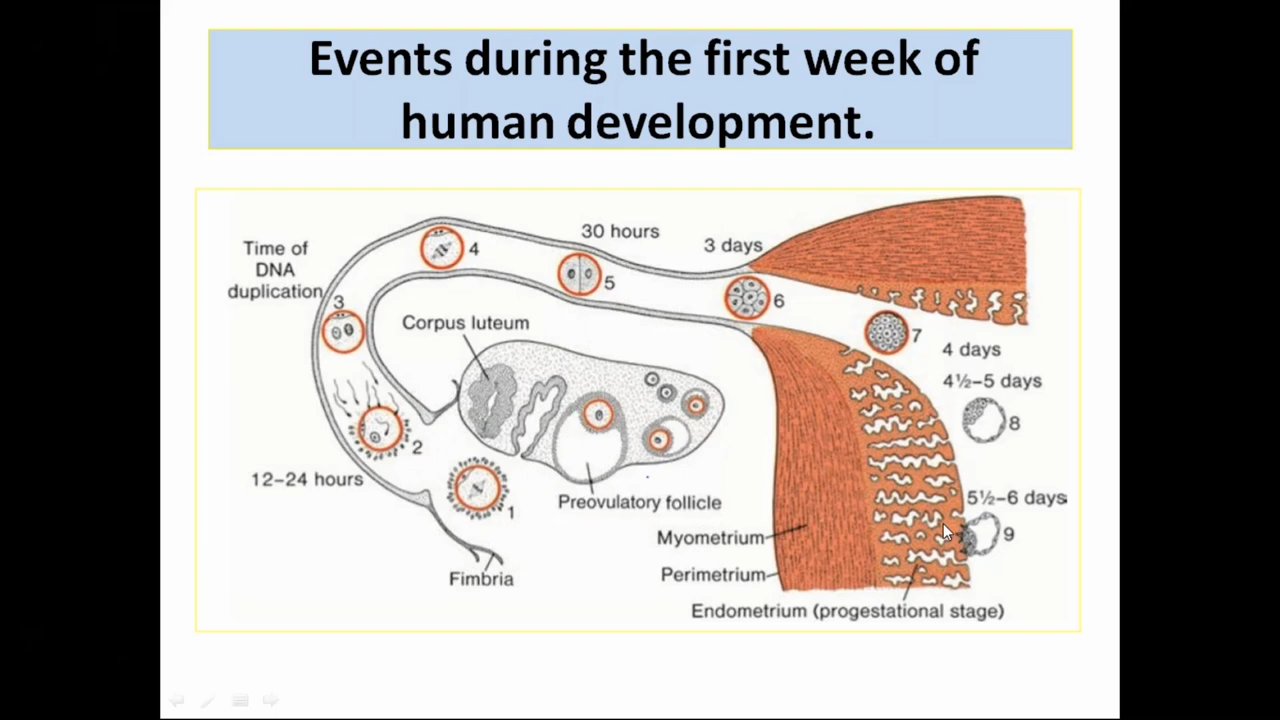 Events during the first week of
human development.
30 hours
3 days
Time of
DNA
duplication
4
5
6
3
7
Corpus luteum
4 days
4½–5 days
8
2
12–24 hours
1
Preovulatory follicle
5½–6 days
9
Myometrium
Perimetrium
Fimbria
Endometrium (progestational stage)